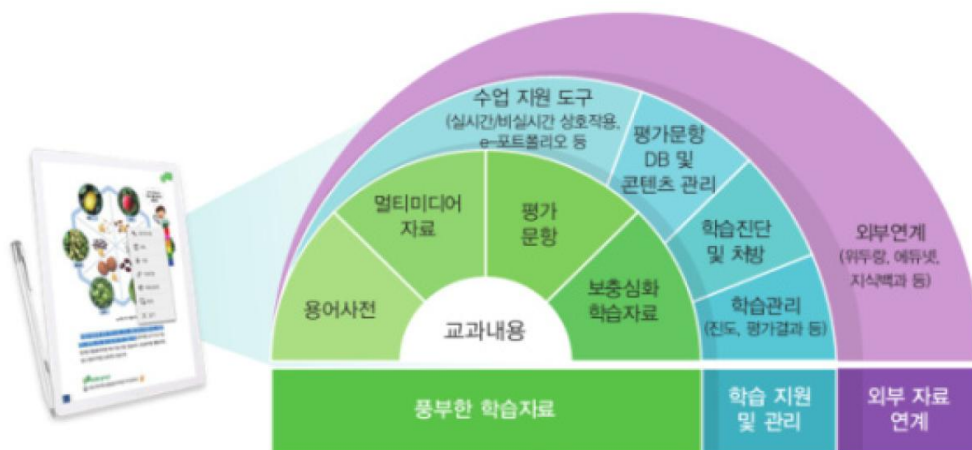 수업 지원 도구
(실시간/비실시간 상호작용,
e-포트폴리오 등
평가문항
DB 및
콘텐츠 관리
멀티미디어
자료
평가
문항
학습진단
및 처방
외부연계
(위두랑, 에듀넷,
지식백과 등)
용어사전
보충심화
학습자료
학습관리
(진도, 평가결과 등)
교과내용
풍부한 학습자료
학습 지원
및 관리
외부 자료
연계